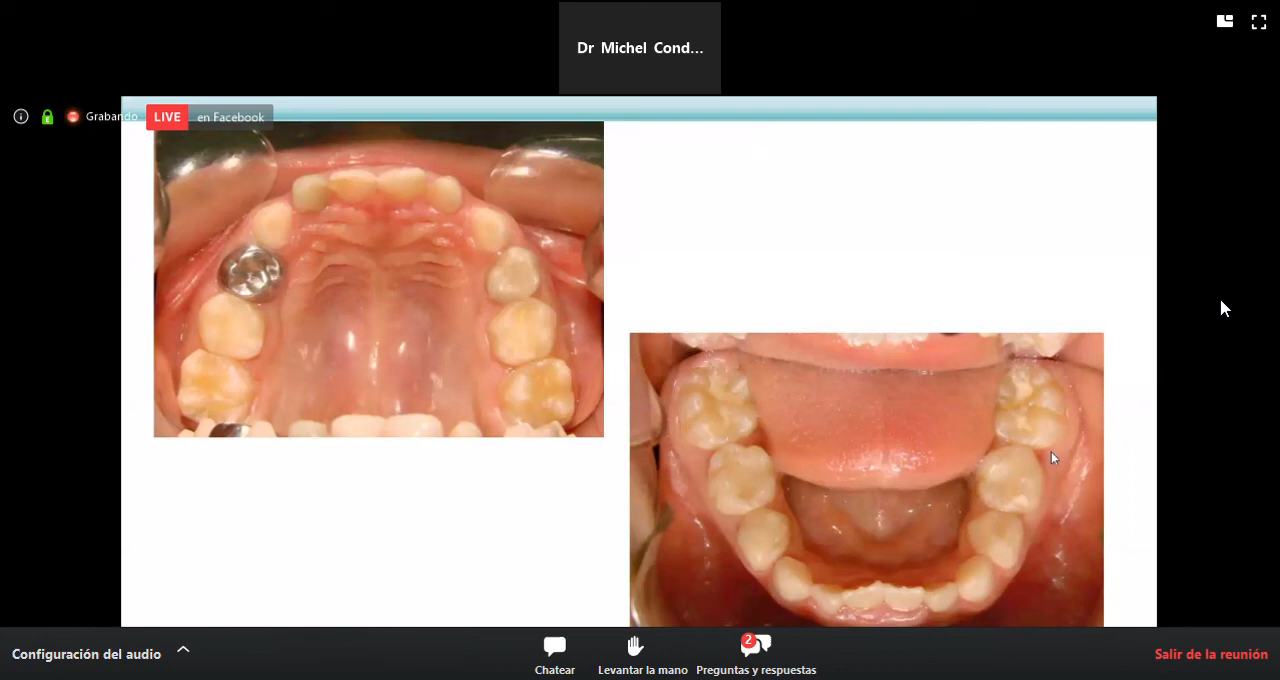 Dr Michel Cond...
Grabando
LIVE en Facebook
Configuración del audio
Chatear
Levantar la mano
2
Preguntas y respuestas
Salir de la reunión